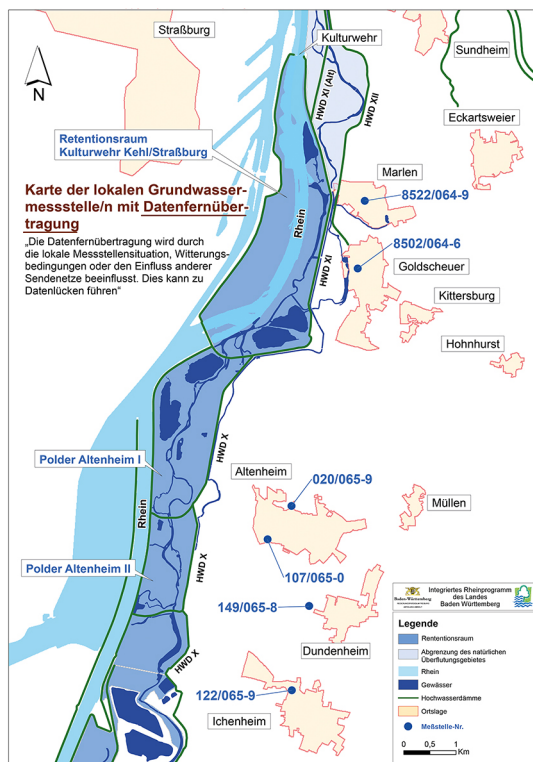 Straßburg
Kulturwehr
Sundheim
N
HWD XI (Alt)
HWD XII
Eckartsweier
Retentionsraum
Kulturwehr Kehl/Straßburg
Karte der lokalen Grundwasser-
messstelle/n mit Datenfernüber-
tragung
„Die Datenfernübertragung wird durch
die lokale Messstellensituation, Witterungs-
bedingungen oder den Einfluss anderer
Sendenetze beeinflusst. Dies kann zu
Datenlücken führen“
Marlen
8522/064-9
Rhein
8502/064-6
HWD XI
Goldscheuer
Kittersburg
Hohnhurst
HWD X
Polder Altenheim I
Altenheim
020/065-9
Müllen
Rhein
HWD X
Polder Altenheim II
107/065-0
149/065-8
Dundenheim
HWD X
122/065-9
Ichenheim
Baden-Württemberg
Integriertes Rheinprogramm
des Landes
Baden Württemberg
Legende
Rententionsraum
Abgrenzung des natürlichen
Überflutungsgebietes
Rhein
Gewässer
Hochwasserdämme
Ortslage
Meßstelle-Nr.
0 0,5 1
Km